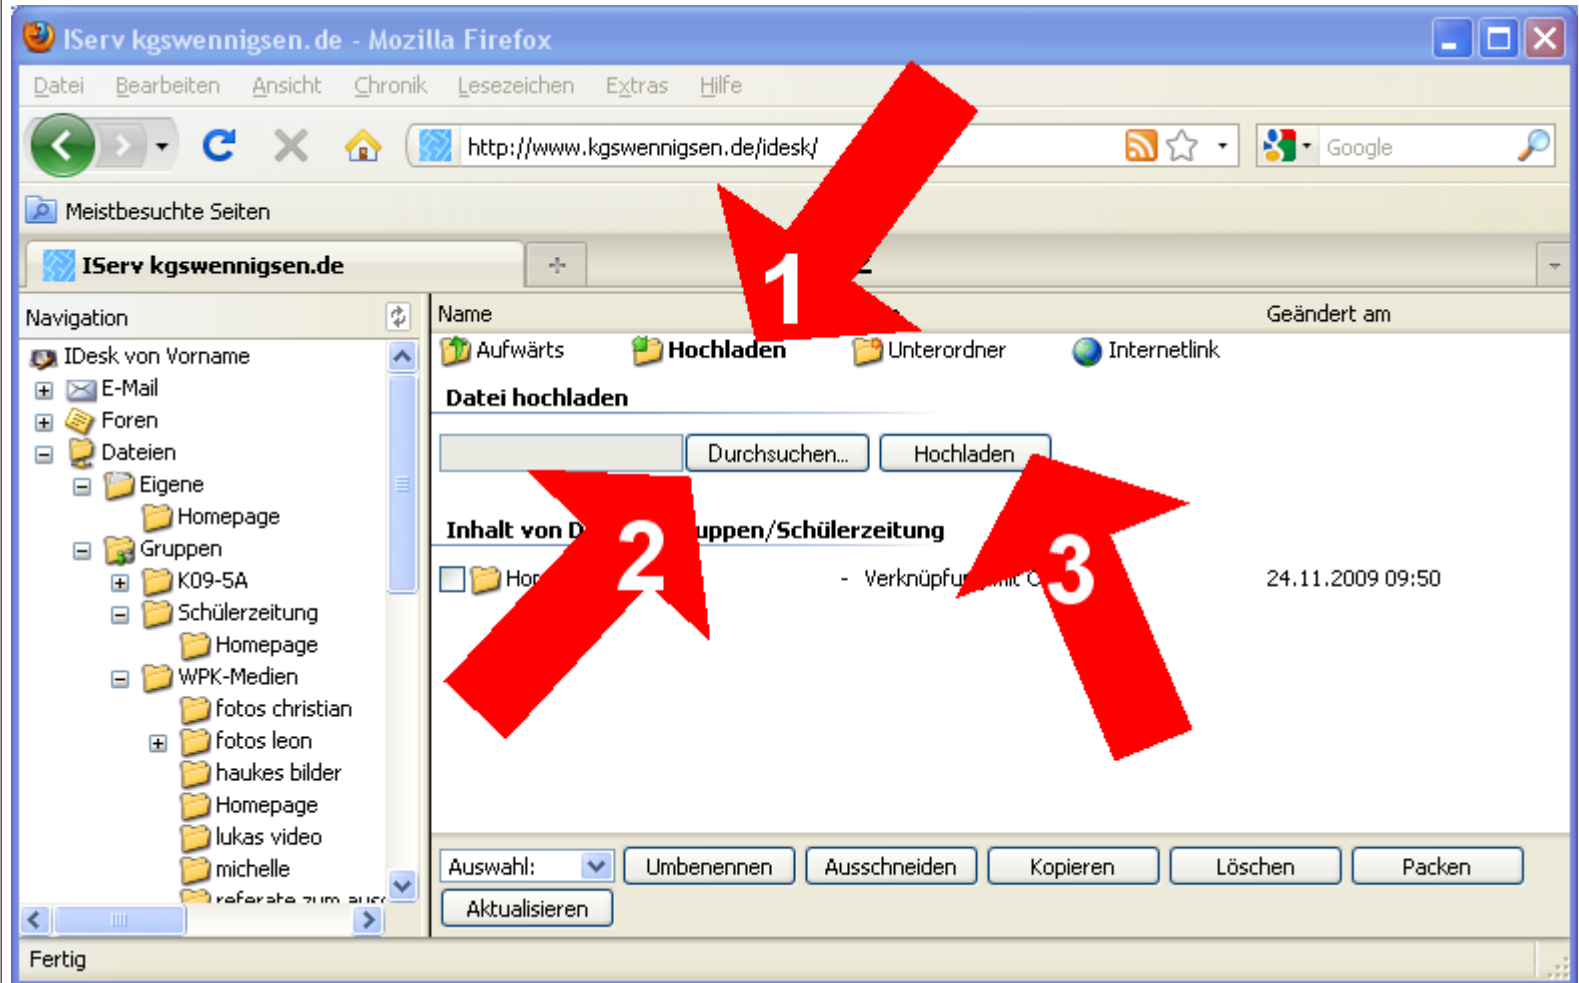 IServ kgswennigsen.de - Mozilla Firefox
Datei Bearbeiten Ansicht Chronik Lesezeichen Extras Hilfe
http://www.kgswennigsen.de/idesk/ Google
Meistbesuchte Seiten
IServ kgswennigsen.de
Navigation
IDesk von Vorname
E-Mail
Foren
Dateien
Eigene
Homepage
Gruppen
K09-5A
Schülerzeitung
Homepage
WPK-Medien
fotos christian
fotos leon
haukes bilder
Homepage
lukas video
michelle
referate zum
Name Geändert am
Aufwärts Hochladen Unterordner Internetlink
1
Datei hochladen
Durchsuchen... Hochladen
2
3
Inhalt von uppen/Schülerzeitung
- 24.11.2009 09:50
Auswahl: Umbenennen Ausschneiden Kopieren Löschen Packen
Aktualisieren
Fertig